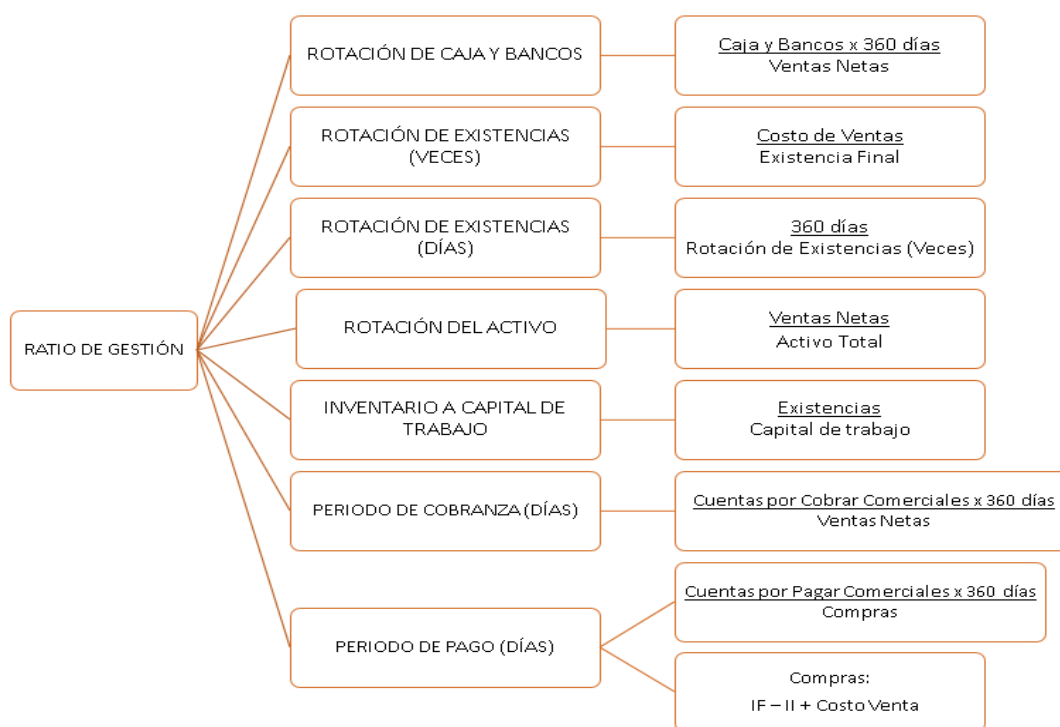 RATIO DE GESTIÓN
ROTACIÓN DE CAJA Y BANCOS
Caja y Bancos x 360 días
Ventas Netas
ROTACIÓN DE EXISTENCIAS
(VECES)
Costo de Ventas
Existencia Final
ROTACIÓN DE EXISTENCIAS
(DÍAS)
360 días
Rotación de Existencias (Veces)
ROTACIÓN DEL ACTIVO
Ventas Netas
Activo Total
INVENTARIO A CAPITAL DE
TRABAJO
Existencias
Capital de trabajo
PERIODO DE COBRANZA (DÍAS)
Cuentas por Cobrar Comerciales x 360 días
Ventas Netas
PERIODO DE PAGO (DÍAS)
Cuentas por Pagar Comerciales x 360 días
Compras
Compras:
IF – II + Costo Venta